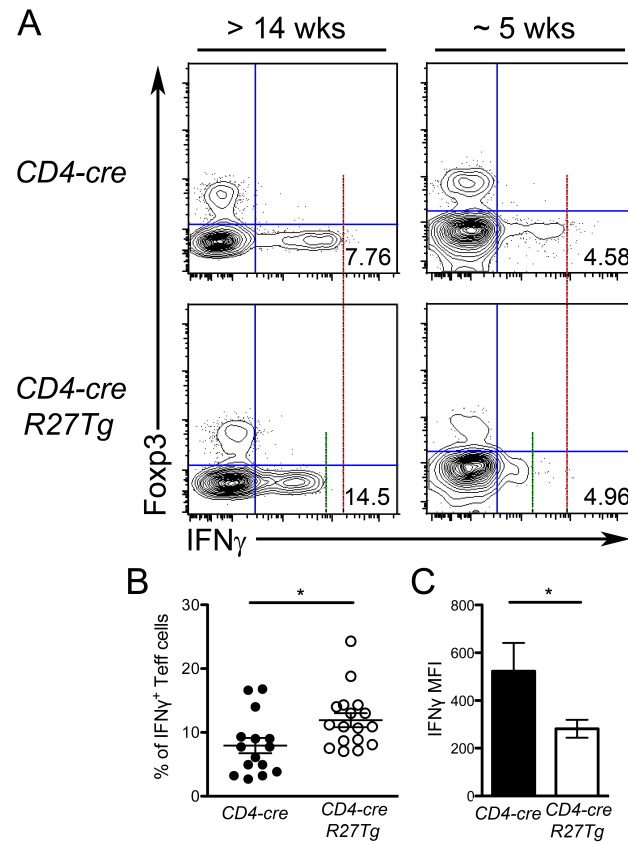 A
> 14 wks
~ 5 wks
CD4-cre
7.76
4.58
CD4-cre
R27Tg
14.5
4.96
Foxp3
IFNγ
B
*
% of IFNγ+ Teff cells
30
20
10
0
CD4-cre
CD4-cre
R27Tg
C
*
IFNγ MFI
800
600
400
200
0
CD4-cre
CD4-cre
R27Tg